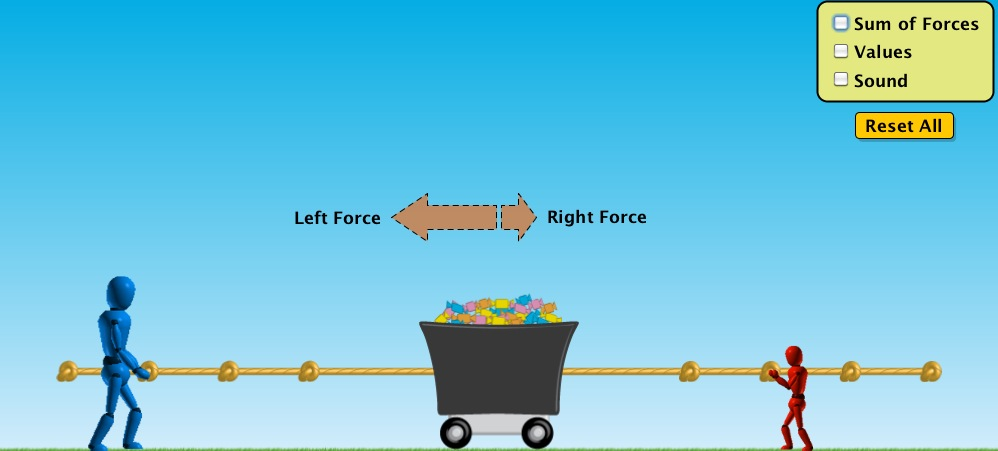 Sum of Forces
Values
Sound
Reset All
Left Force
Right Force